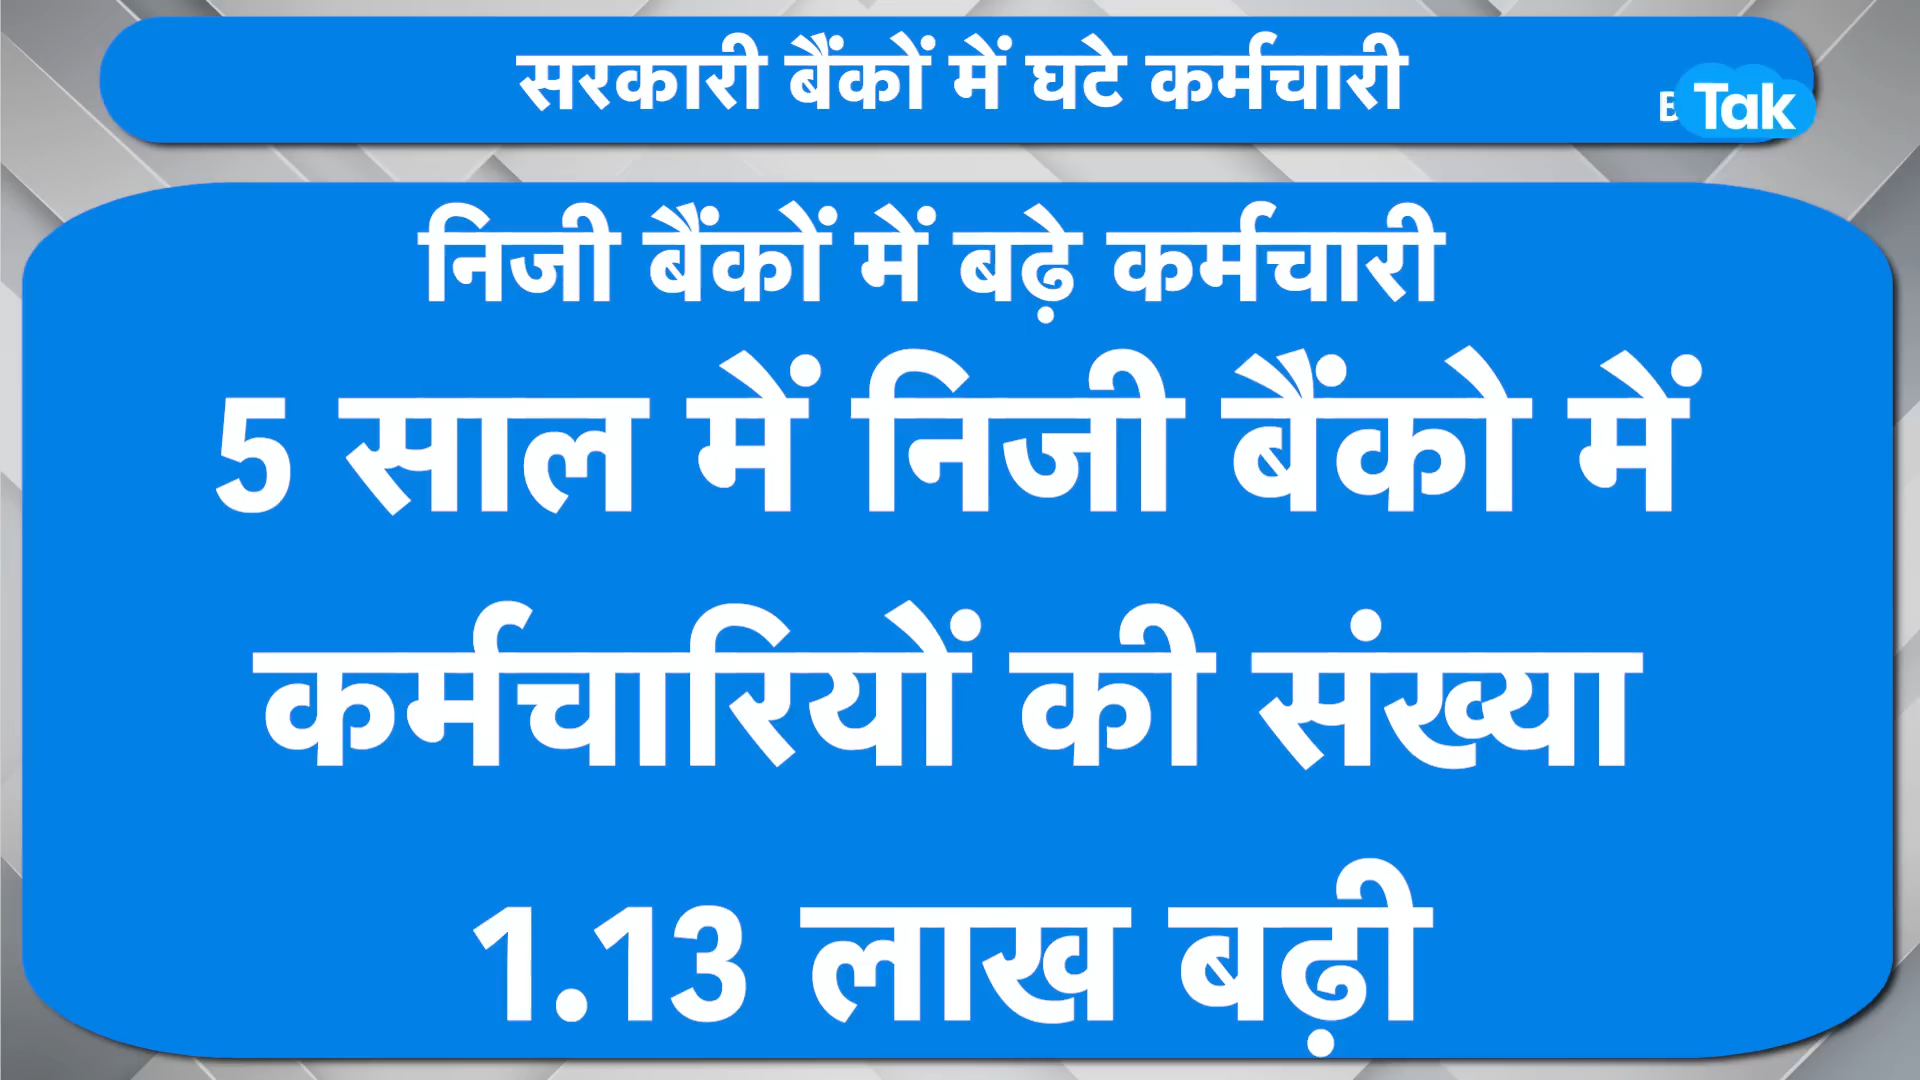 सरकारी बैंकों में घटे कर्मचारी
Tak
निजी बैंकों में बढ़े कर्मचारी
5 साल में निजी बैंको में
कर्मचारियों की संख्या
1.13 लाख बढ़ी